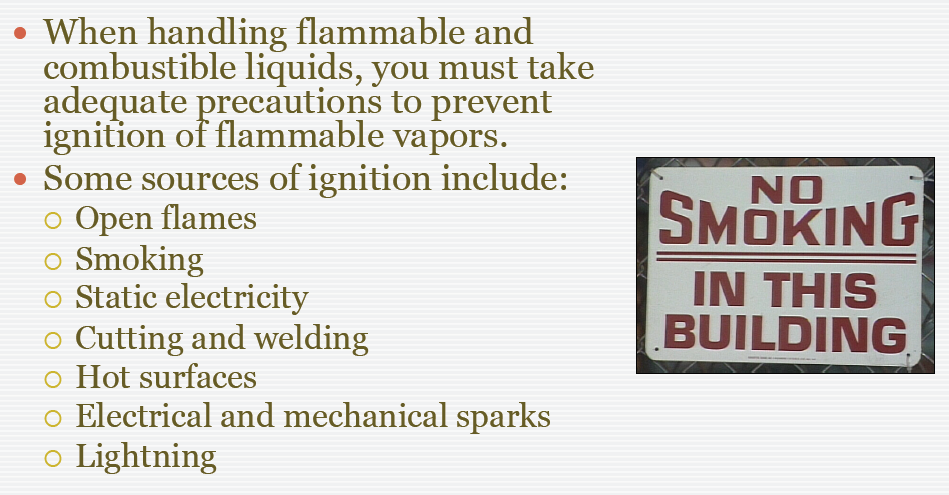 • When handling flammable and
combustible liquids, you must take
adequate precautions to prevent
ignition of flammable vapors.
• Some sources of ignition include:
○ Open flames
○ Smoking
○ Static electricity
○ Cutting and welding
○ Hot surfaces
○ Electrical and mechanical sparks
○ Lightning
NO
SMOKING
IN THIS
BUILDING